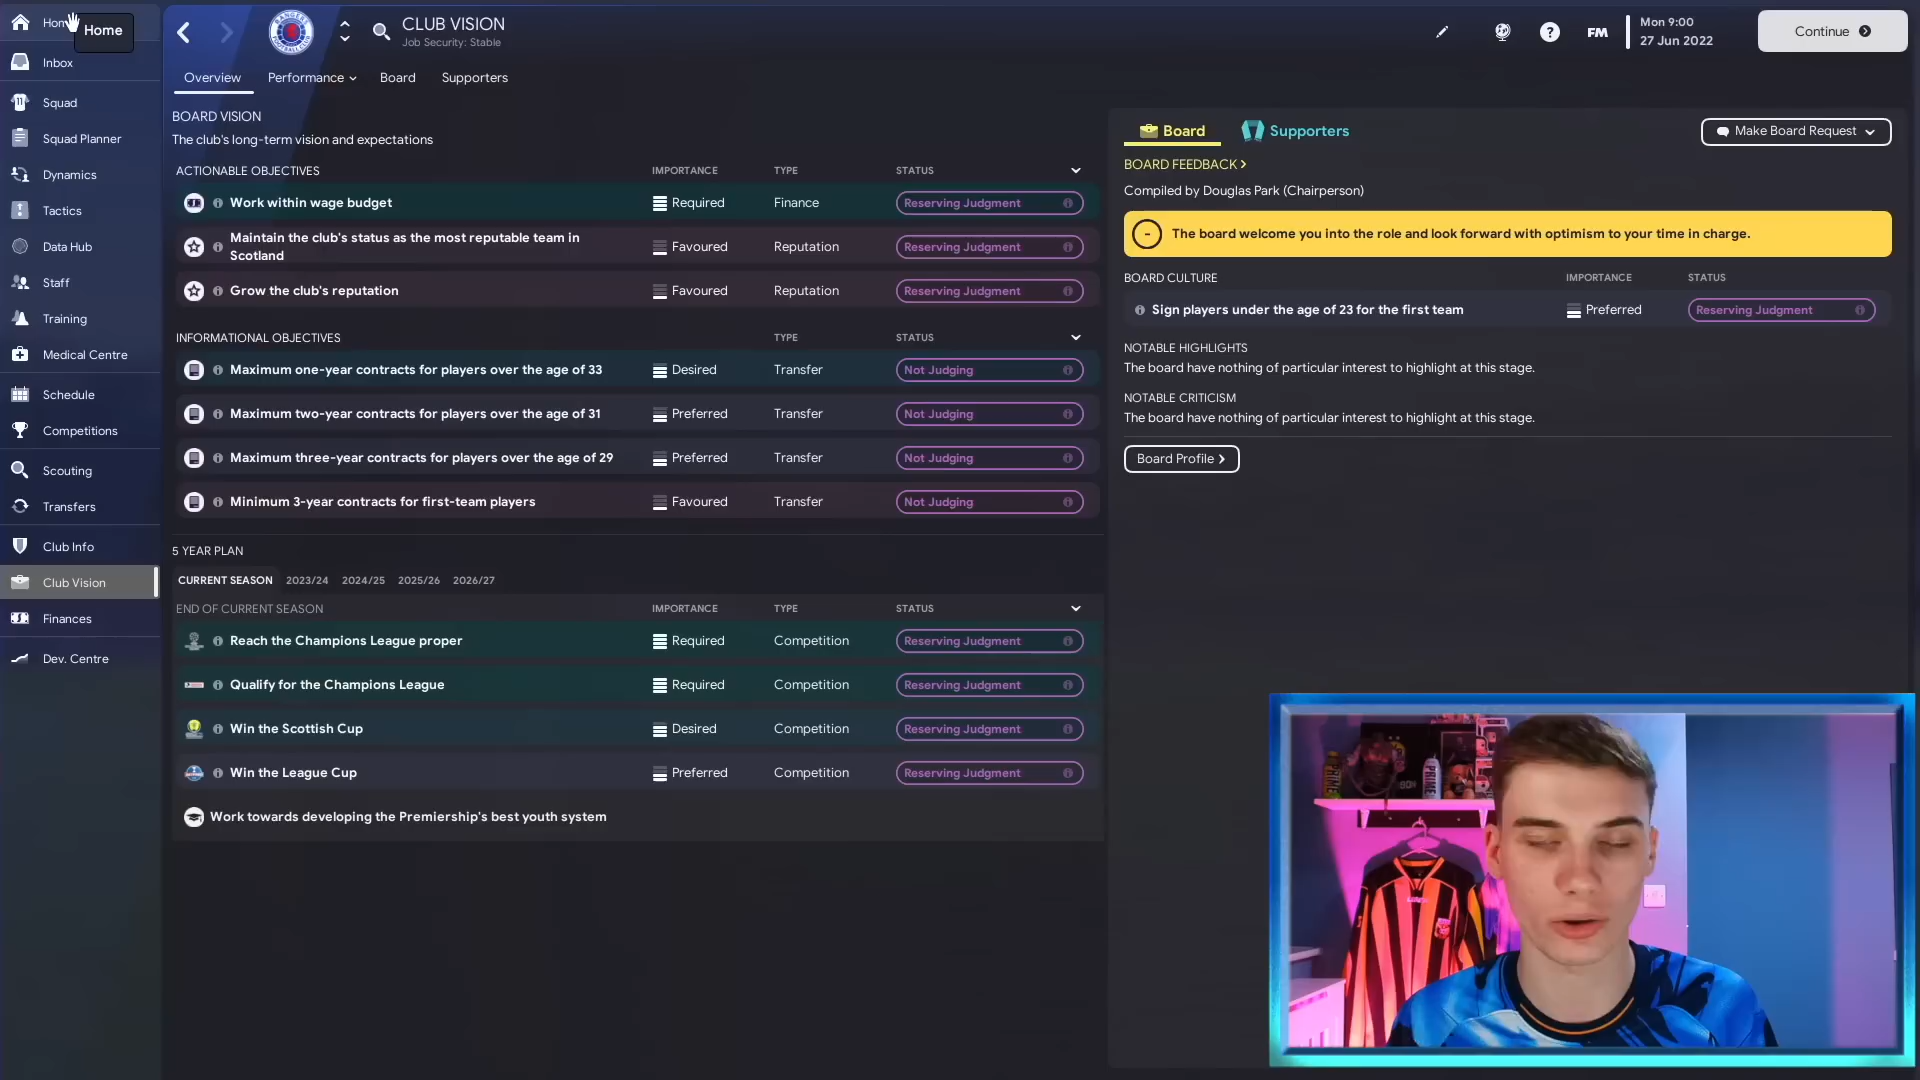 Home
Home
Inbox
Squad
Squad Planner
Dynamics
Tactics
Data Hub
Staff
Training
Medical Centre
Schedule
Competitions
Scouting
Transfers
Club Info
Club Vision
Finances
Dev. Centre
CLUB VISION
Job Security: Stable
FM
Mon 9:00
27 Jun 2022
Continue
Overview
Performance
Board
Supporters
BOARD VISION
The club's long-term vision and expectations
ACTIONABLE OBJECTIVES IMPORTANCE TYPE STATUS
Work within wage budget Required Finance Reserving Judgment
Maintain the club's status as the most reputable team in
Scotland Favoured Reputation Reserving Judgment
Grow the club's reputation Favoured Reputation Reserving Judgment
INFORMATIONAL OBJECTIVES TYPE STATUS
Maximum one-year contracts for players over the age of 33 Desired Transfer Not Judging
Maximum two-year contracts for players over the age of 31 Preferred Transfer Not Judging
Maximum three-year contracts for players over the age of 29 Preferred Transfer Not Judging
Minimum 3-year contracts for first-team players Favoured Transfer Not Judging
5 YEAR PLAN
CURRENT SEASON 2023/24 2024/25 2025/26 2026/27
END OF CURRENT SEASON IMPORTANCE TYPE STATUS
Reach the Champions League proper Required Competition Reserving Judgment
Qualify for the Champions League Required Competition Reserving Judgment
Win the Scottish Cup Desired Competition Reserving Judgment
Win the League Cup Preferred Competition Reserving Judgment
Work towards developing the Premiership's best youth system
Board
Supporters
Make Board Request
BOARD FEEDBACK
Compiled by Douglas Park (Chairperson)
The board welcome you into the role and look forward with optimism to your time in charge.
BOARD CULTURE IMPORTANCE STATUS
Sign players under the age of 23 for the first team Preferred Reserving Judgment
NOTABLE HIGHLIGHTS
The board have nothing of particular interest to highlight at this stage.
NOTABLE CRITICISM
The board have nothing of particular interest to highlight at this stage.
Board Profile
PRIME